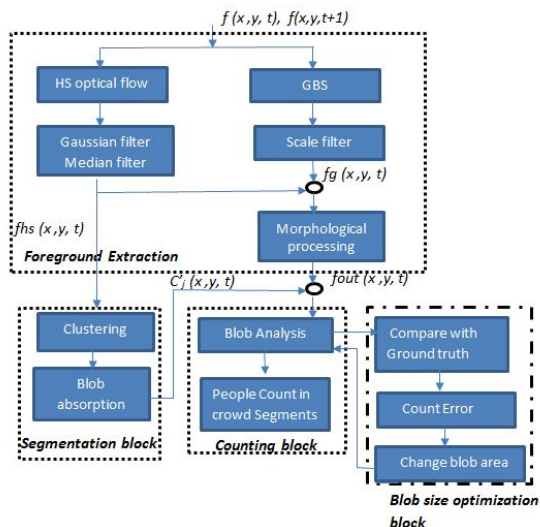 f (x ,y, t), f(x,y,t+1)
HS optical flow
GBS
Gaussian filter
Median filter
Scale filter
fg (x ,y, t)
fhs (x ,y, t)
Morphological
processing
Foreground Extraction
C'j (x ,y, t)
fout (x ,y, t)
Clustering
Blob
absorption
Segmentation block
Blob Analysis
People Count in
crowd Segments
Counting block
Compare with
Ground truth
Count Error
Change blob area
Blob size optimization
block